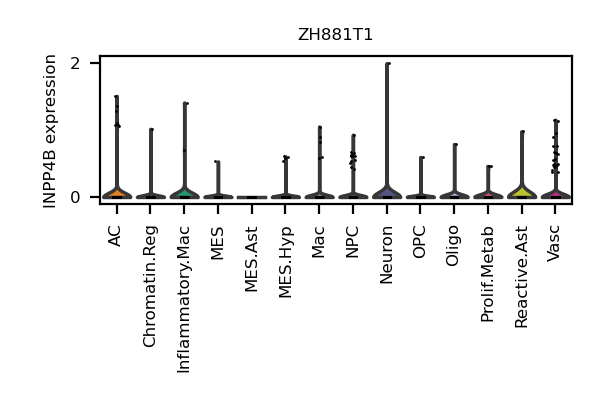 ZH881T1
INPP4B expression
2
0
AC
Chromatin.Reg
Inflammatory.Mac
MES
MES.Ast
MES.Hyp
Mac
NPC
Neuron
OPC
Oligo
Prolif.Metab
Reactive.Ast
Vasc